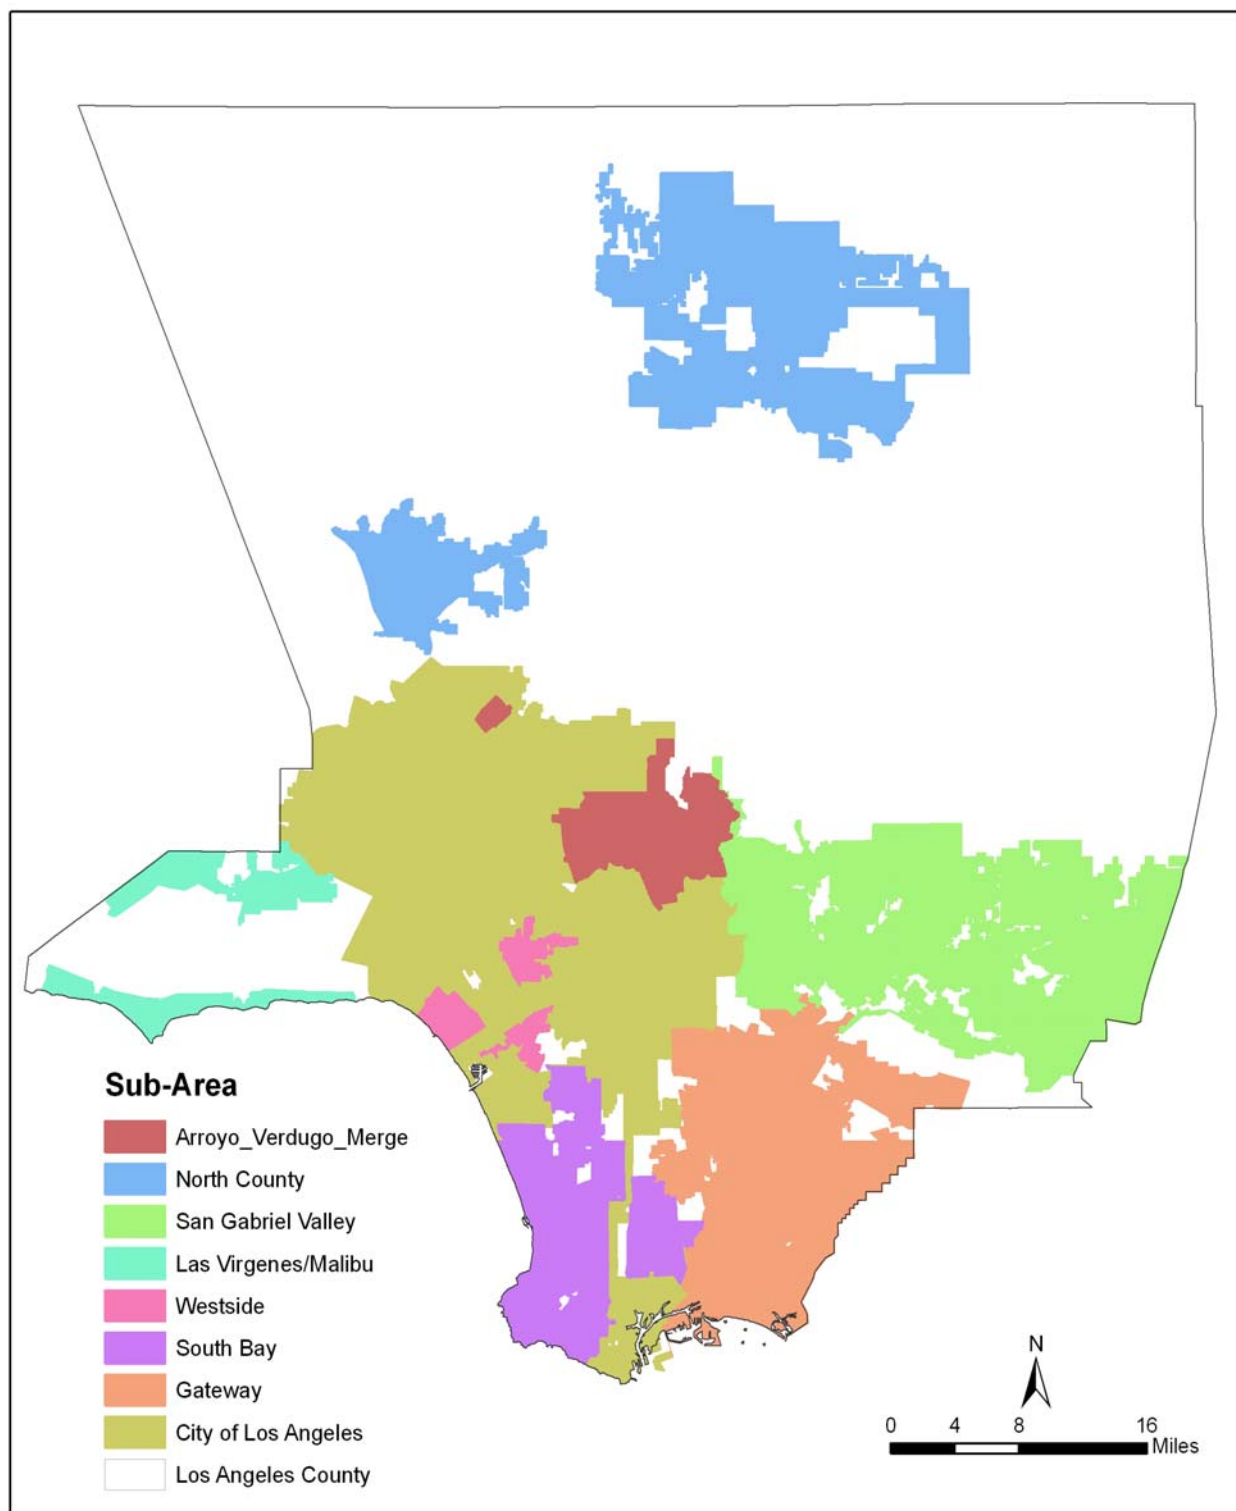 Sub-Area
Arroyo_Verdugo_Merge
North County
San Gabriel Valley
Las Virgenes/Malibu
Westside
South Bay
Gateway
City of Los Angeles
Los Angeles County
N
0 4 8 16
Miles